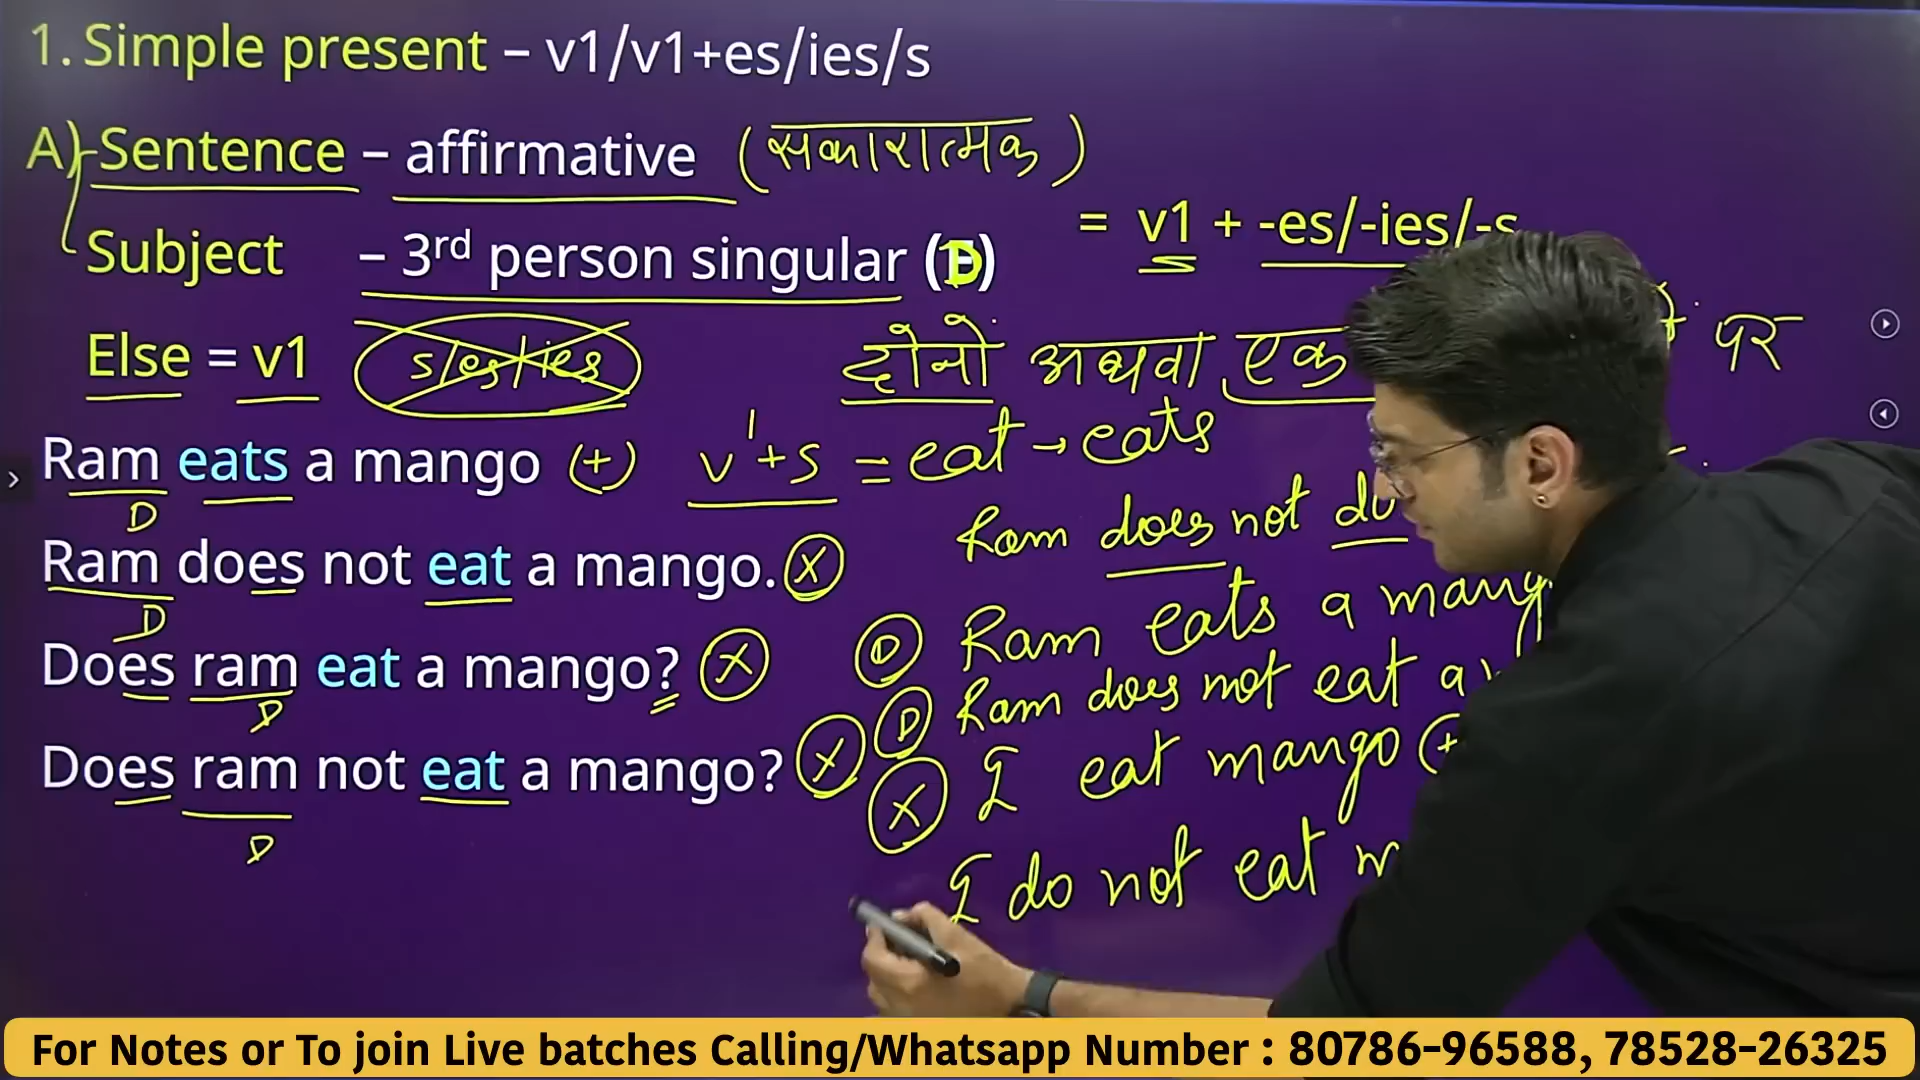 1. Simple present – v1/v1+es/ies/s
A) Sentence – affirmative (सकारात्मक)
Subject – 3rd person singular (D)
= v1 + -es/-ies/-s
Else = v1 s/es/ies
दोनों अथवा एक पर
Ram eats a mango (+) v1+s = eat → eats
D
Ram does not
Ram does not eat a mango. X
D
D Ram eats a mang
Does ram eat a mango? X
D
D Ram does not eat a
Does ram not eat a mango? X
D
X I eat mango (+
I do not eat m
For Notes or To join Live batches Calling/Whatsapp Number : 80786-96588, 78528-26325